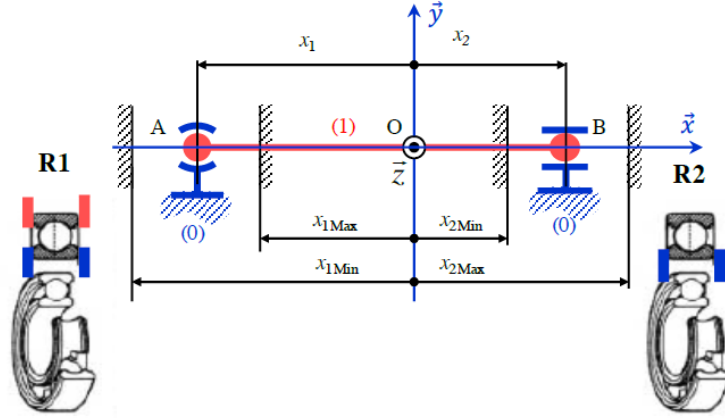 y⃗
x₁ x₂
A (1) O B x⃗
R1 z⃗ R2
(0) (0)
x₁Max x₂Min
x₁Min x₂Max